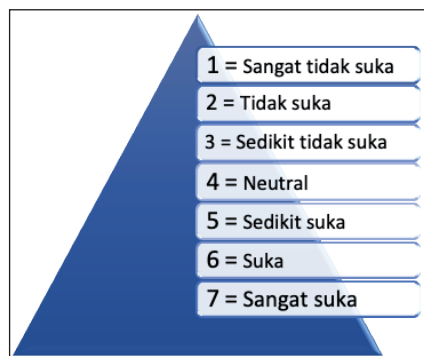 1 = Sangat tidak suka
2 = Tidak suka
3 = Sedikit tidak suka
4 = Neutral
5 = Sedikit suka
6 = Suka
7 = Sangat suka